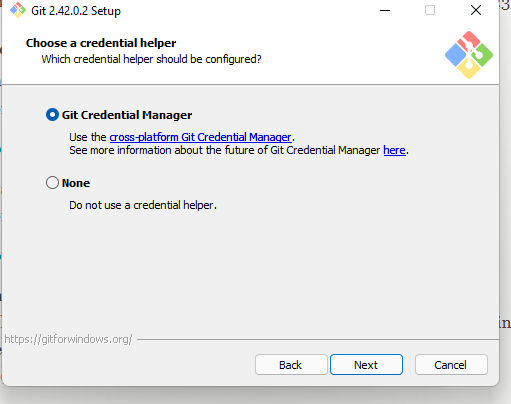 Git 2.42.0.2 Setup
Choose a credential helper
Which credential helper should be configured?
Git Credential Manager
Use the cross-platform Git Credential Manager.
See more information about the future of Git Credential Manager here.
None
Do not use a credential helper.
https://gitforwindows.org/
Back
Next
Cancel